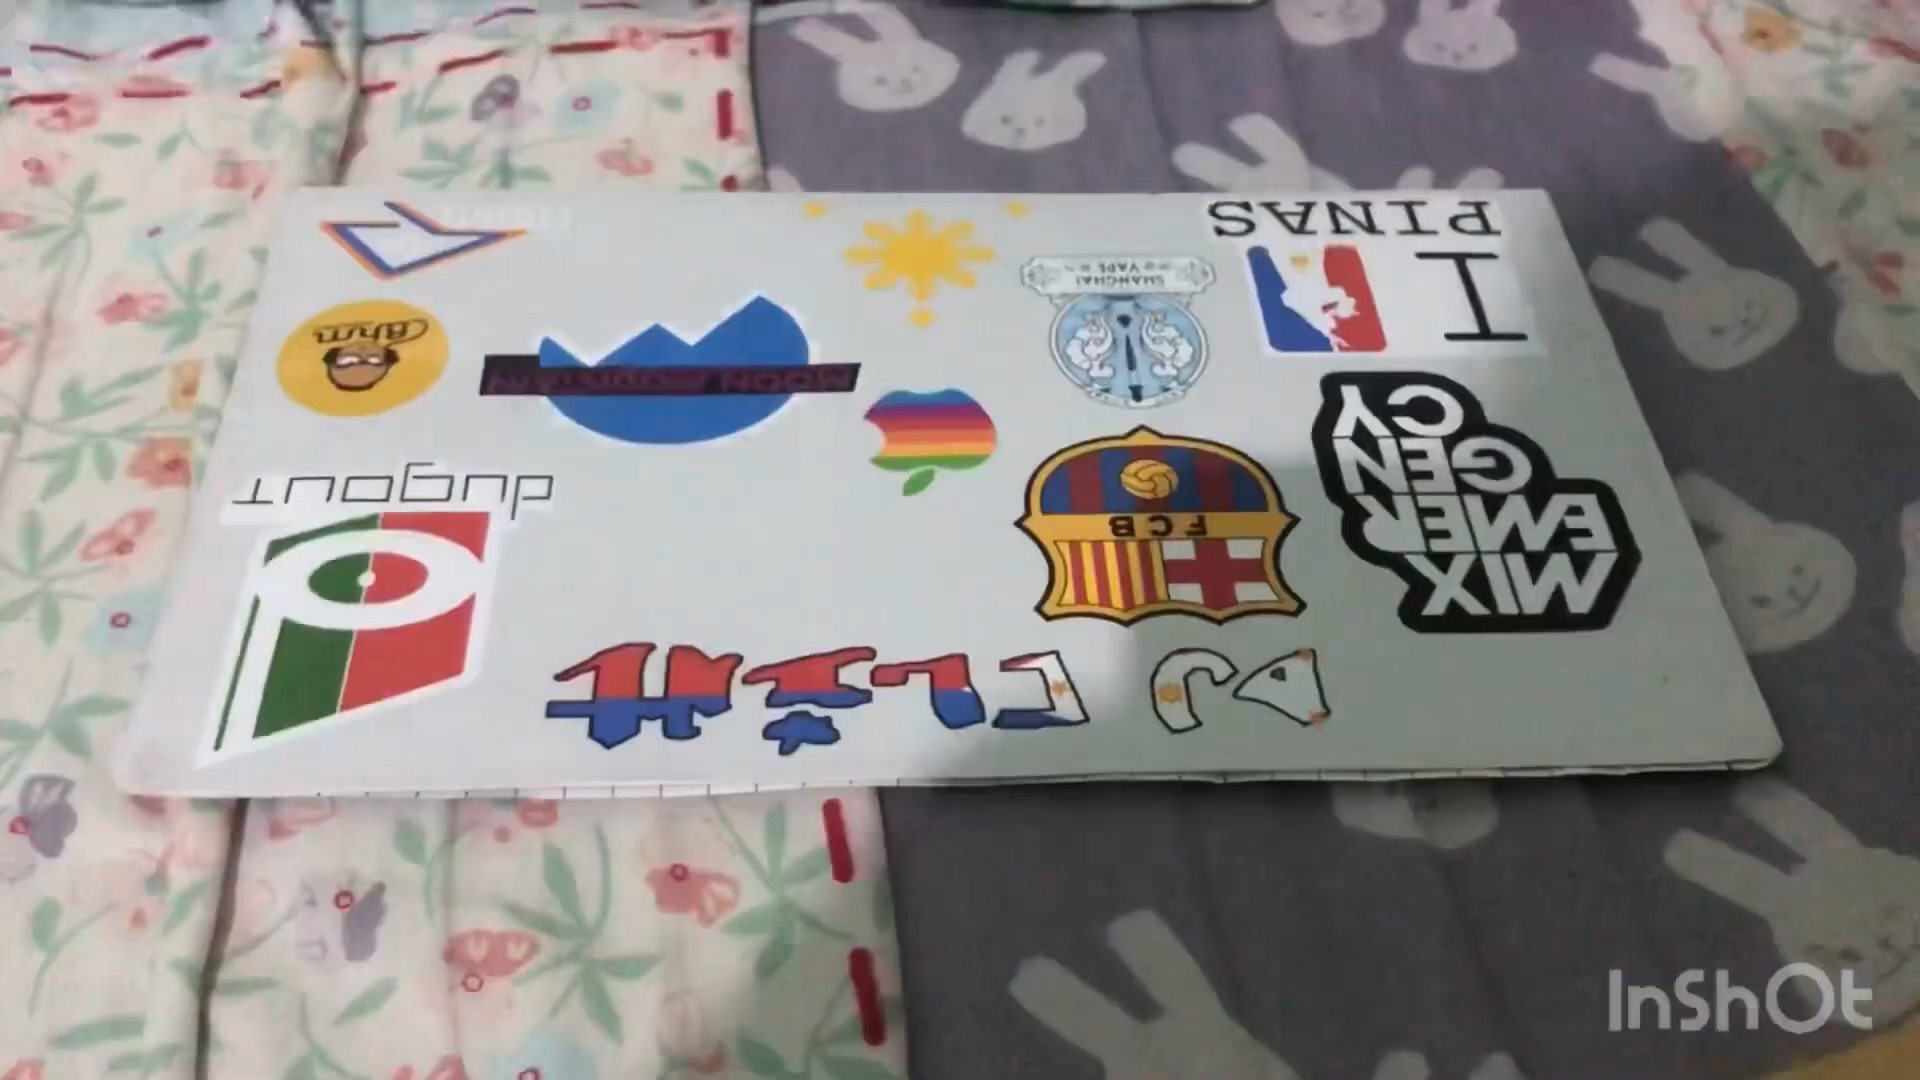 MIX
EMER
GEN
CY
FCB
I
PINAS
SHANGHAI
VAPE
MOON
dugout
InShOt